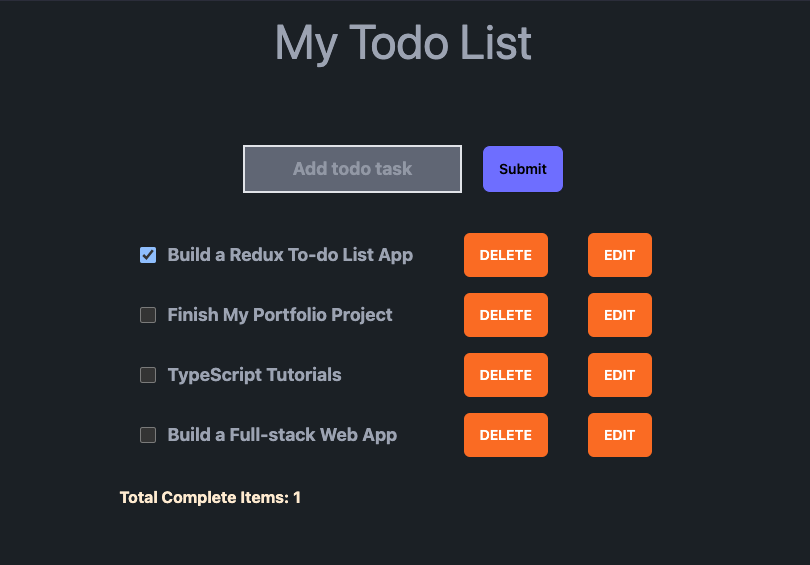 My Todo List
Add todo task Submit
Build a Redux To-do List App DELETE EDIT
Finish My Portfolio Project DELETE EDIT
TypeScript Tutorials DELETE EDIT
Build a Full-stack Web App DELETE EDIT
Total Complete Items: 1